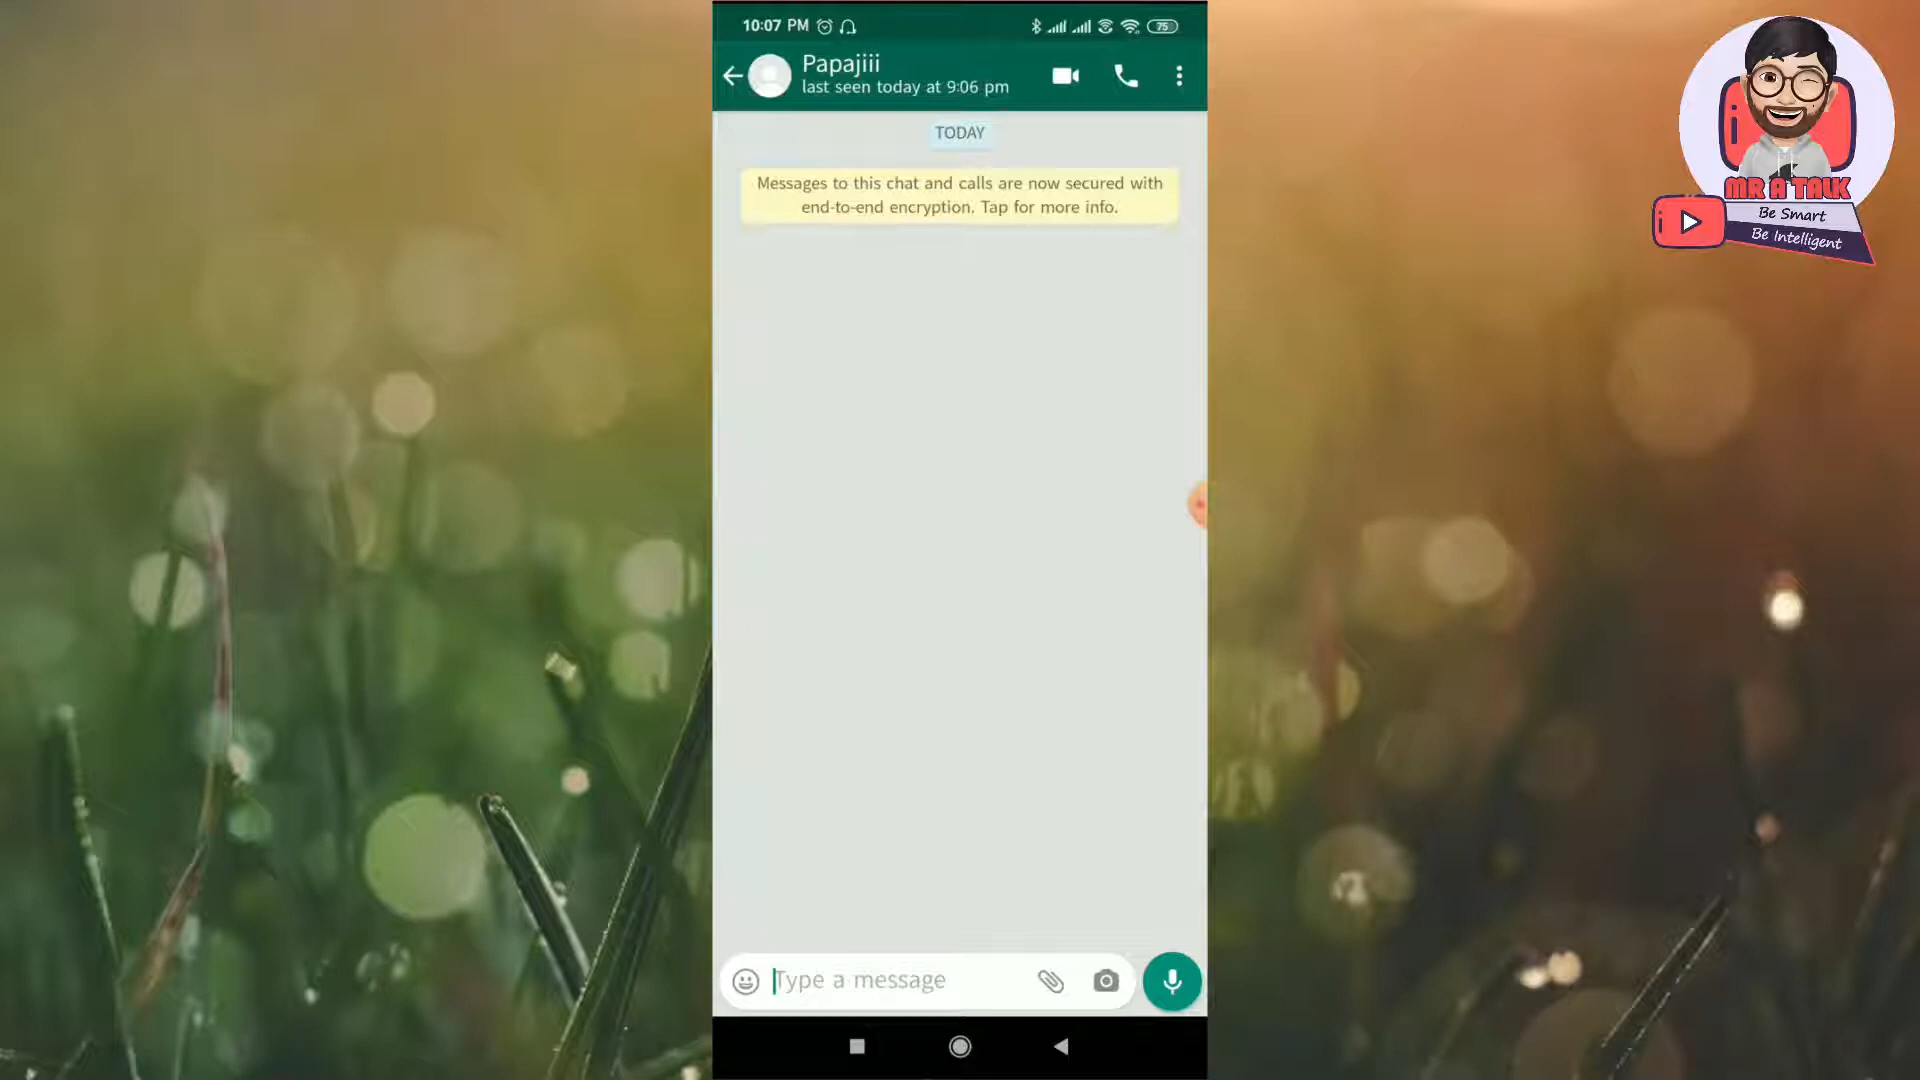 10:07 PM
75
Papajiii
last seen today at 9:06 pm
TODAY
Messages to this chat and calls are now secured with
end-to-end encryption. Tap for more info.
Type a message
MR A TALK
Be Smart
Be Intelligent